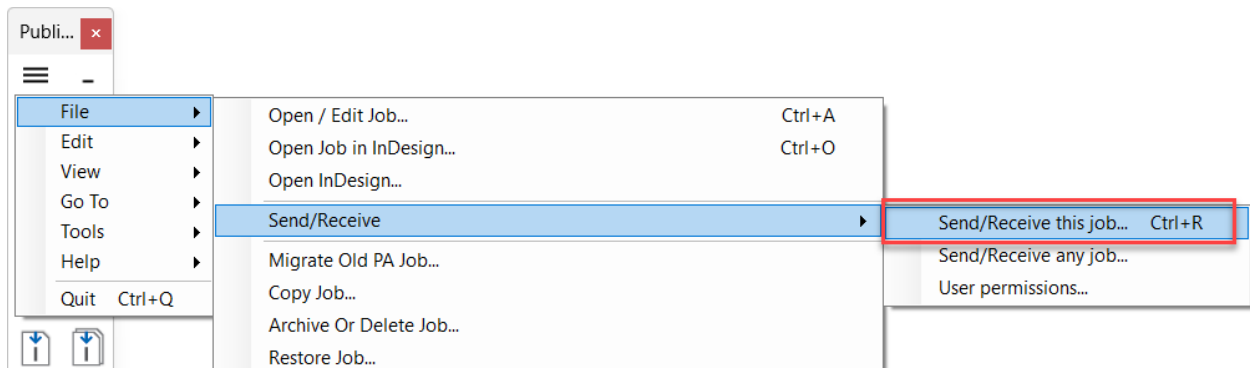 Publi...
File
Edit
View
Go To
Tools
Help
Quit Ctrl+Q
Open / Edit Job... Ctrl+A
Open Job in InDesign... Ctrl+O
Open InDesign...
Send/Receive
Migrate Old PA Job...
Copy Job...
Archive Or Delete Job...
Restore Job...
Send/Receive this job... Ctrl+R
Send/Receive any job...
User permissions...